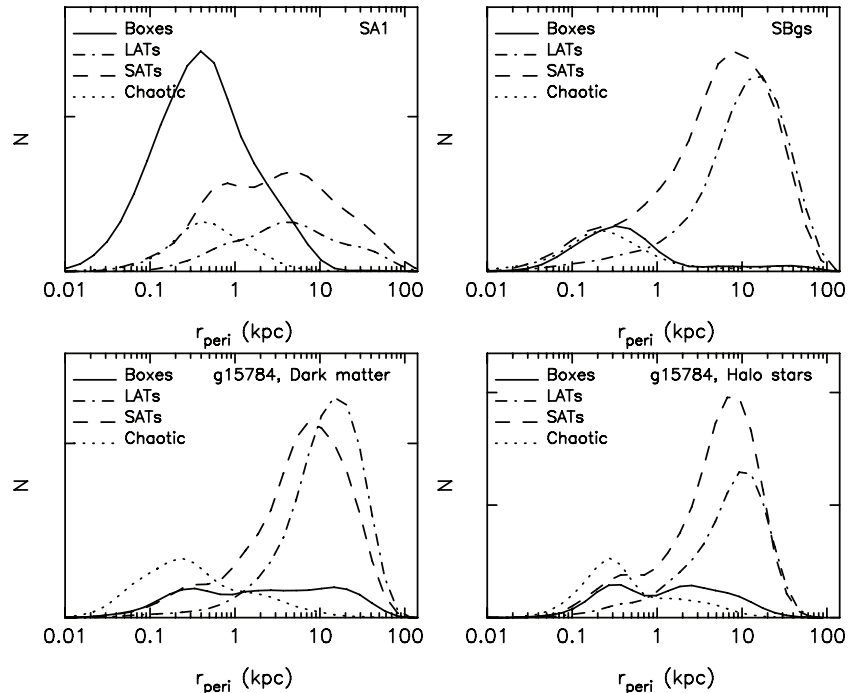 Boxes
LATs
SATs
Chaotic
SA1
N
0.01 0.1 1 10 100
r_peri (kpc)
Boxes
LATs
SATs
Chaotic
SBgs
N
0.01 0.1 1 10 100
r_peri (kpc)
Boxes
LATs
SATs
Chaotic
g15784, Dark matter
N
0.01 0.1 1 10 100
r_peri (kpc)
Boxes
LATs
SATs
Chaotic
g15784, Halo stars
N
0.01 0.1 1 10 100
r_peri (kpc)